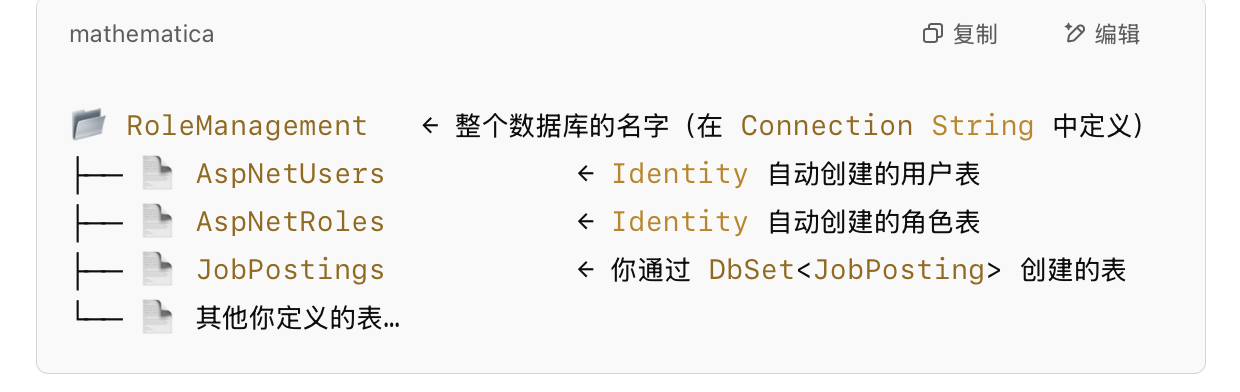 mathematica 复制 编辑
RoleManagement ← 整个数据库的名字（在 Connection String 中定义）
├── AspNetUsers ← Identity 自动创建的用户表
├── AspNetRoles ← Identity 自动创建的角色表
├── JobPostings ← 你通过 DbSet<JobPosting> 创建的表
└── 其他你定义的表…